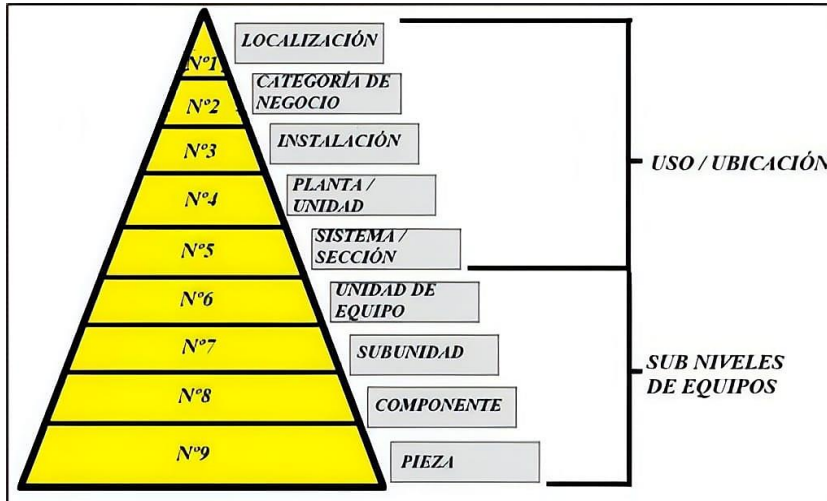 Nº1
LOCALIZACIÓN
Nº2
CATEGORÍA DE
NEGOCIO
Nº3
INSTALACIÓN
Nº4
PLANTA /
UNIDAD
Nº5
SISTEMA /
SECCIÓN
USO / UBICACIÓN
Nº6
UNIDAD DE
EQUIPO
Nº7
SUBUNIDAD
Nº8
COMPONENTE
Nº9
PIEZA
SUB NIVELES
DE EQUIPOS